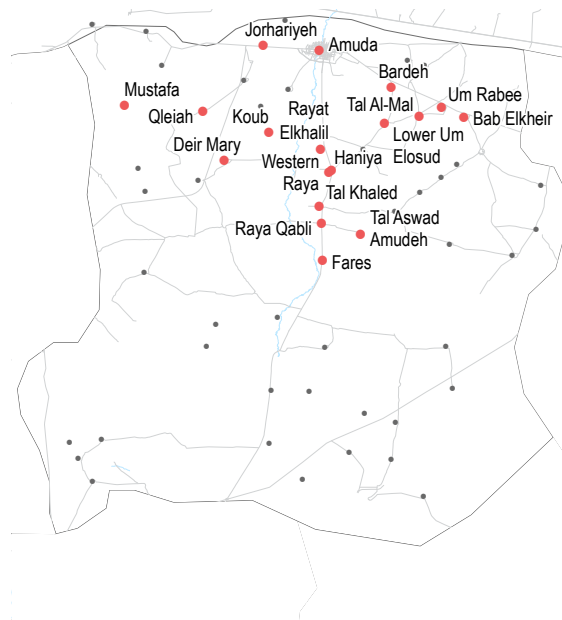 Jorhariyeh
Amuda
Bardeh
Mustafa
Um Rabee
Qleiah
Koub
Rayat
Tal Al-Mal
Bab Elkheir
Elkhalil
Lower Um
Elosud
Deir Mary
Western
Haniya
Raya
Tal Khaled
Raya Qabli
Tal Aswad
Amudeh
Fares